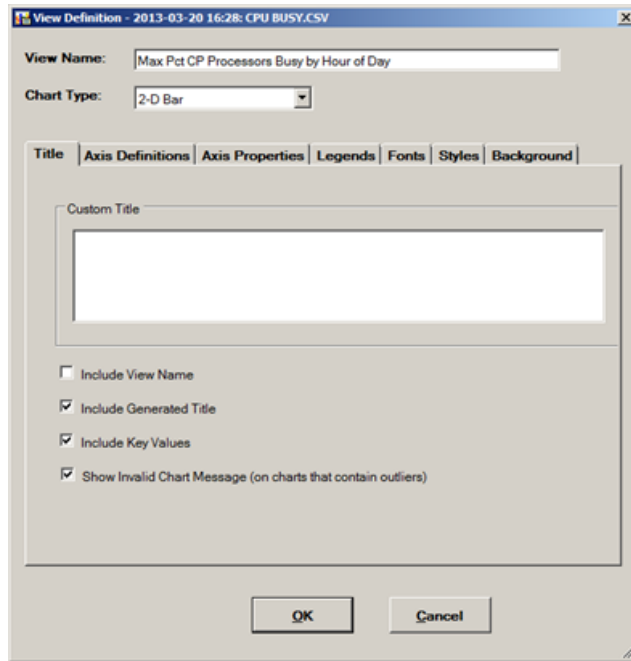 View Definition - 2013-03-20 16:28: CPU BUSY.CSV
View Name: Max Pct CP Processors Busy by Hour of Day
Chart Type: 2-D Bar
Title Axis Definitions Axis Properties Legends Fonts Styles Background
Custom Title
Include View Name
Include Generated Title
Include Key Values
Show Invalid Chart Message (on charts that contain outliers)
OK Cancel